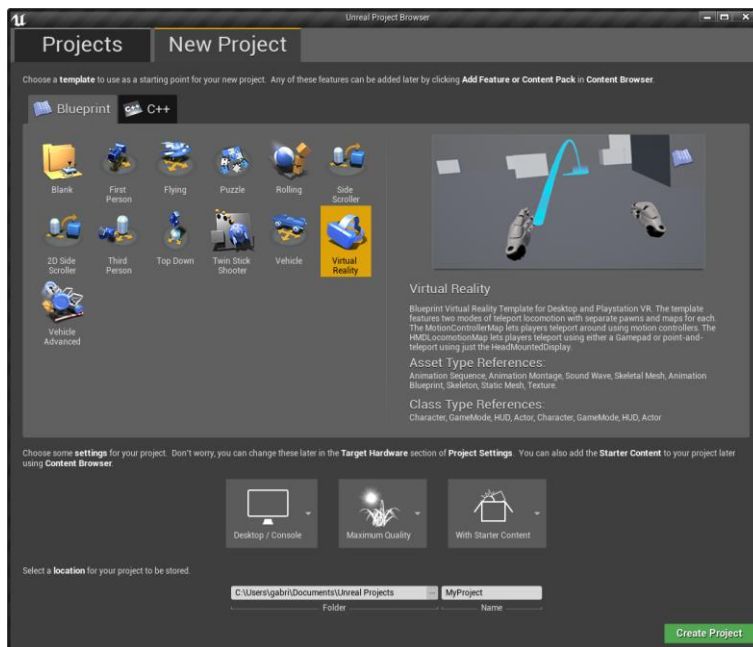 Unreal Project Browser
Projects
New Project
Choose a template to use as a starting point for your new project. Any of these features can be added later by clicking Add Feature or Content Pack in Content Browser.
Blueprint
C++
Blank
First
Person
Flying
Puzzle
Rolling
Side
Scroller
2D Side
Scroller
Third
Person
Top Down
Twin Stick
Shooter
Vehicle
Virtual
Reality
Vehicle
Advanced
Virtual Reality
Blueprint Virtual Reality Template for Desktop and Playstation VR. The template
features two modes of teleport locomotion with separate pawns and maps for each.
The MotionControllerMap lets players teleport around using motion controllers. The
HMDLocomotionMap lets players teleport using either a Gamepad or point-and-
teleport using just the HeadMountedDisplay.
Asset Type References:
Animation Sequence, Animation Montage, Sound Wave, Skeletal Mesh, Animation
Blueprint, Skeleton, Static Mesh, Texture.
Class Type References:
Character, GameMode, HUD, Actor, Character, GameMode, HUD, Actor
Choose some settings for your project. Don't worry, you can change these later in the Target Hardware section of Project Settings. You can also add the Starter Content to your project later
using Content Browser.
Desktop / Console
Maximum Quality
With Starter Content
Select a location for your project to be stored.
C:\Users\gabri\Documents\Unreal Projects
...
MyProject
Folder
Name
Create Project